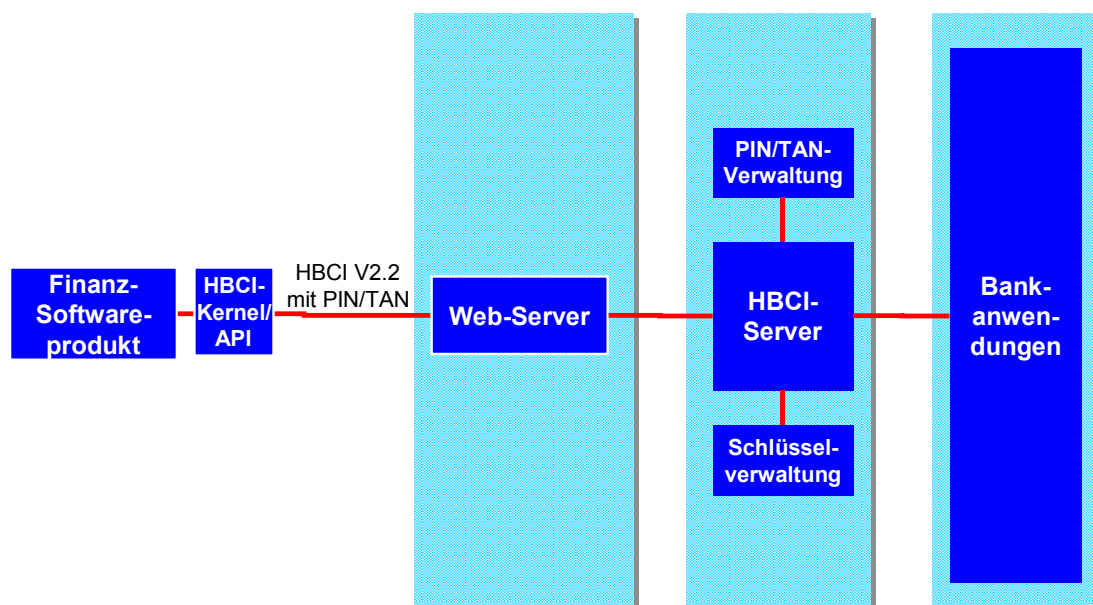 Finanz-
Software-
produkt
HBCI-
Kernel/
API
HBCI V2.2
mit PIN/TAN
Web-Server
PIN/TAN-
Verwaltung
HBCI-
Server
Schlüssel-
verwaltung
Bank-
anwen-
dungen